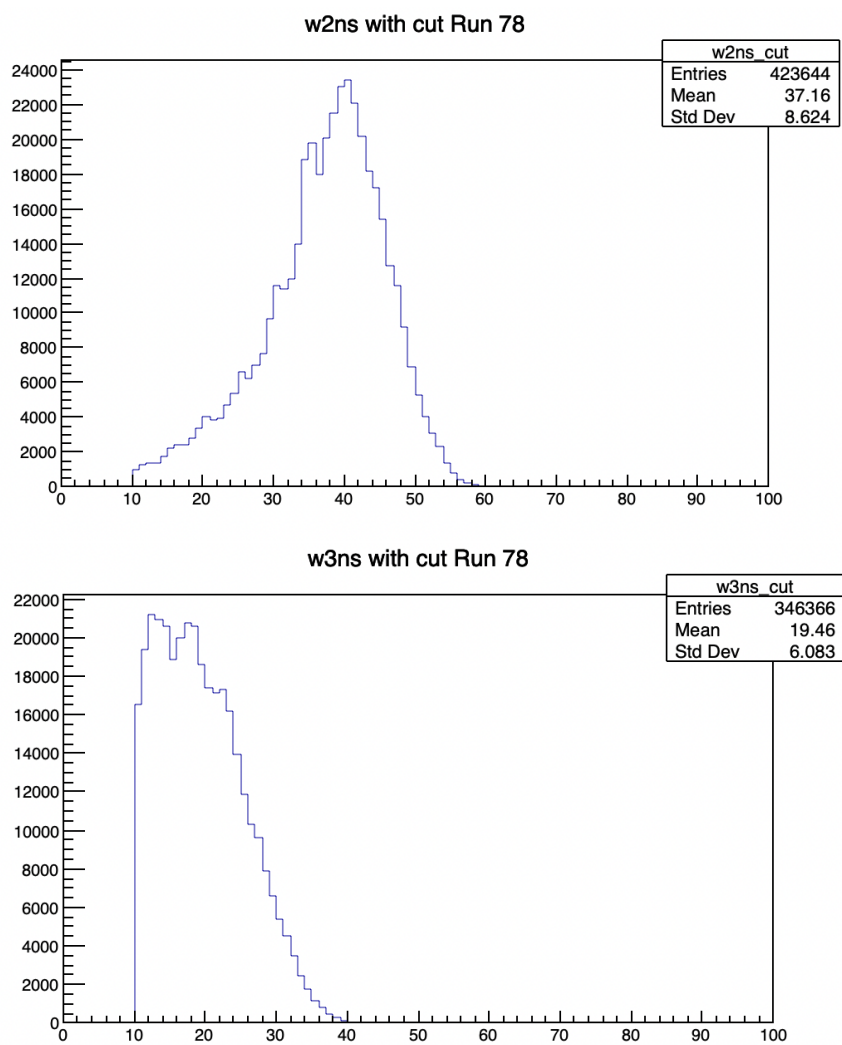 w2ns with cut Run 78
w2ns_cut
Entries 423644
Mean 37.16
Std Dev 8.624
24000
22000
20000
18000
16000
14000
12000
10000
8000
6000
4000
2000
0
0 10 20 30 40 50 60 70 80 90 100
w3ns with cut Run 78
w3ns_cut
Entries 346366
Mean 19.46
Std Dev 6.083
22000
20000
18000
16000
14000
12000
10000
8000
6000
4000
2000
0
0 10 20 30 40 50 60 70 80 90 100